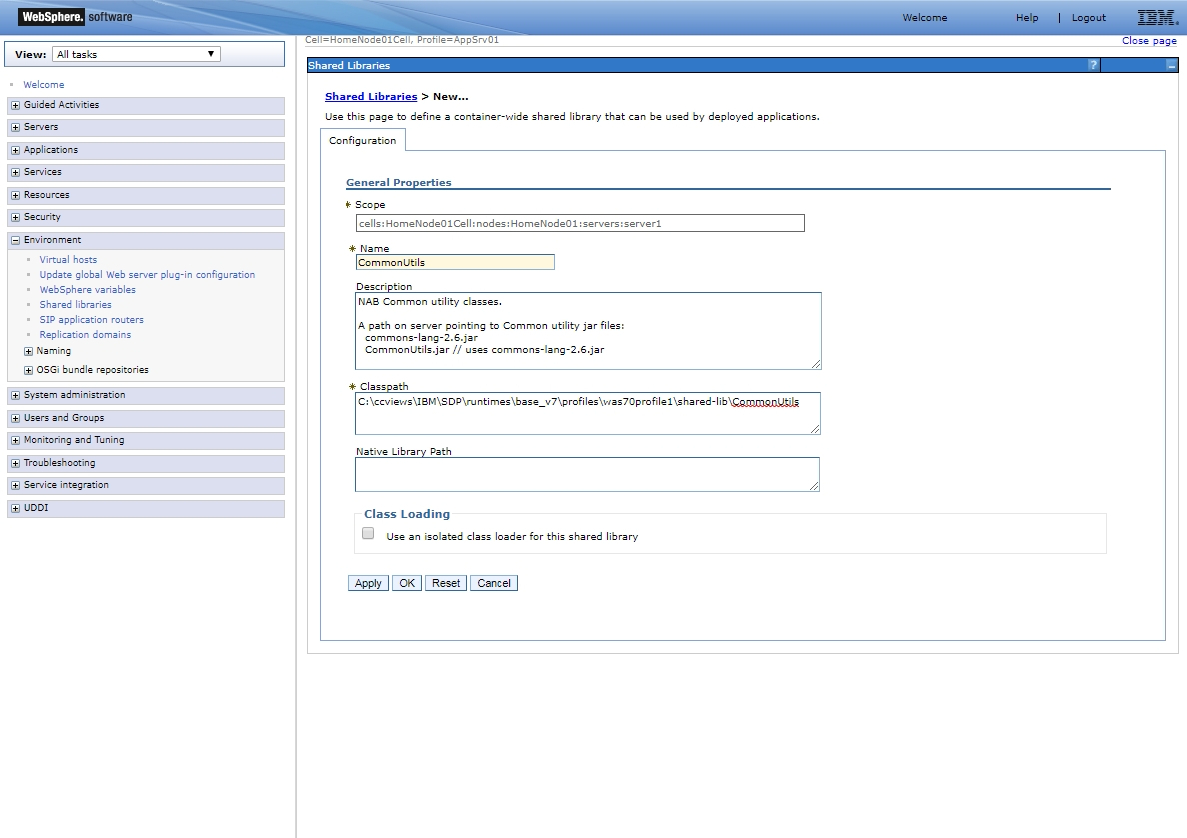 WebSphere. software
Welcome
Help | Logout
IBM.
View: All tasks
Cell=HomeNode01Cell, Profile=AppSrv01
Close page
Welcome
Guided Activities
Servers
Applications
Services
Resources
Security
Environment
Virtual hosts
Update global Web server plug-in configuration
WebSphere variables
Shared libraries
SIP application routers
Replication domains
Naming
OSGi bundle repositories
System administration
Users and Groups
Monitoring and Tuning
Troubleshooting
Service integration
UDDI
Shared Libraries
?
Shared Libraries > New...
Use this page to define a container-wide shared library that can be used by deployed applications.
Configuration
General Properties
* Scope
cells:HomeNode01Cell:nodes:HomeNode01:servers:server1
* Name
CommonUtils
Description
NAB Common utility classes.
A path on server pointing to Common utility jar files:
commons-lang-2.6.jar
CommonUtils.jar // uses commons-lang-2.6.jar
* Classpath
C:\ccviews\IBM\SDP\runtimes\base_v7\profiles\was70profile1\shared-lib\CommonUtils
Native Library Path
Class Loading
Use an isolated class loader for this shared library
Apply OK Reset Cancel